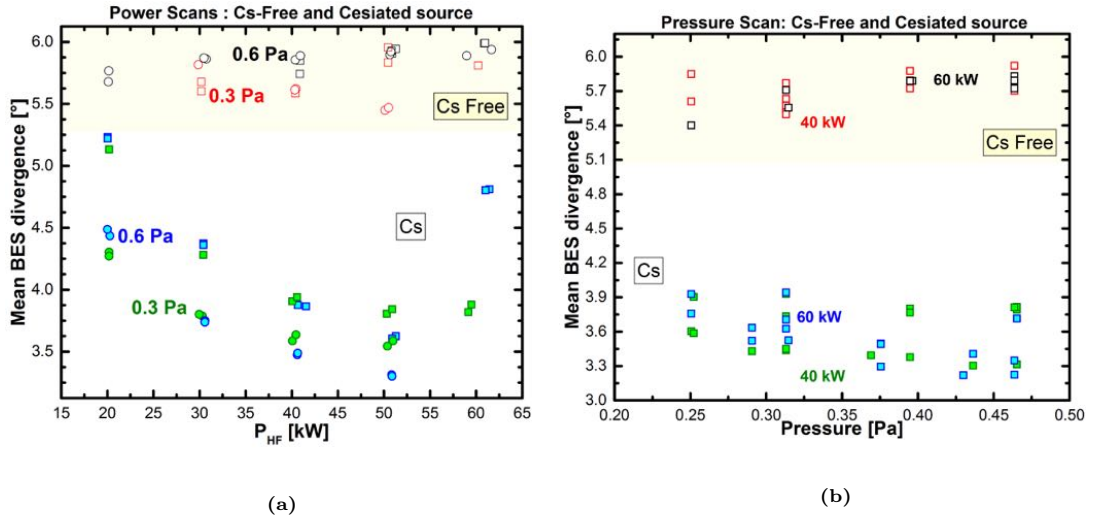 Power Scans : Cs-Free and Cesiated source
Mean BES divergence [°]
6.0
5.5
5.0
4.5
4.0
3.5
0.6 Pa
0.3 Pa
Cs Free
Cs
0.6 Pa
0.3 Pa
15 20 25 30 35 40 45 50 55 60 65
P_HF [kW]
(a)
Pressure Scan: Cs-Free and Cesiated source
Mean BES divergence [°]
6.0
5.7
5.4
5.1
4.8
4.5
4.2
3.9
3.6
3.3
3.0
60 kW
40 kW
Cs Free
Cs
60 kW
40 kW
0.20 0.25 0.30 0.35 0.40 0.45 0.50
Pressure [Pa]
(b)